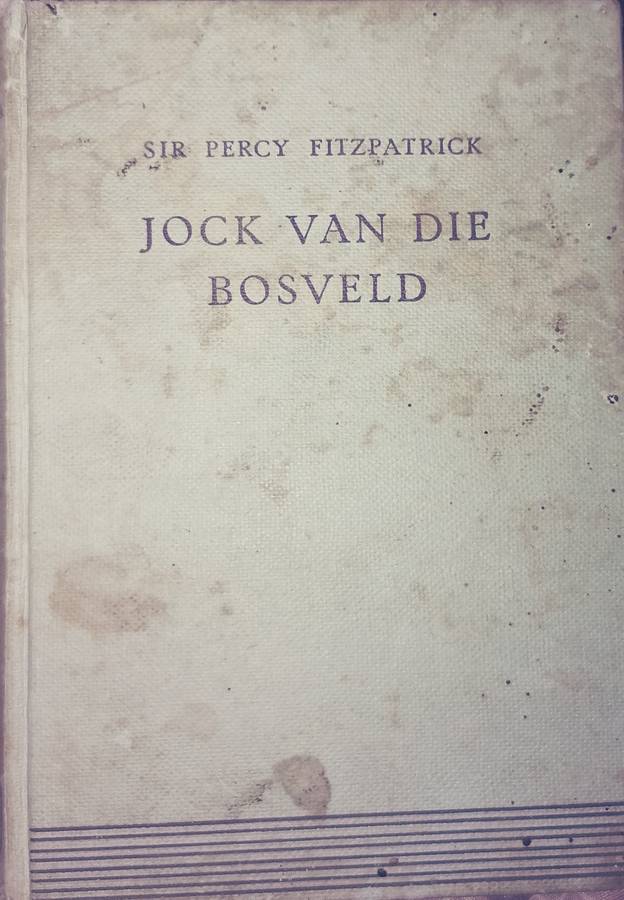 SIR PERCY FITZPATRICK
JOCK VAN DIE
BOSVELD